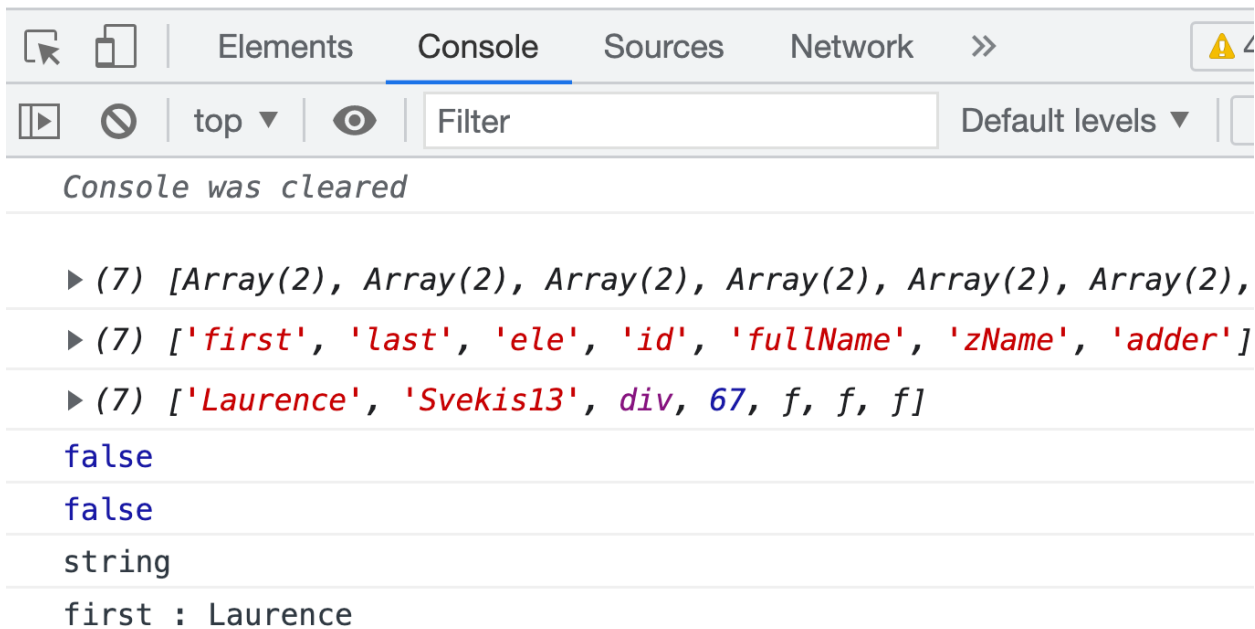 Elements Console Sources Network » 4
top ▼ Filter Default levels ▼
Console was cleared
▶ (7) [Array(2), Array(2), Array(2), Array(2), Array(2), Array(2),
▶ (7) ['first', 'last', 'ele', 'id', 'fullName', 'zName', 'adder']
▶ (7) ['Laurence', 'Svekis13', div, 67, ƒ, ƒ, ƒ]
false
false
string
first : Laurence